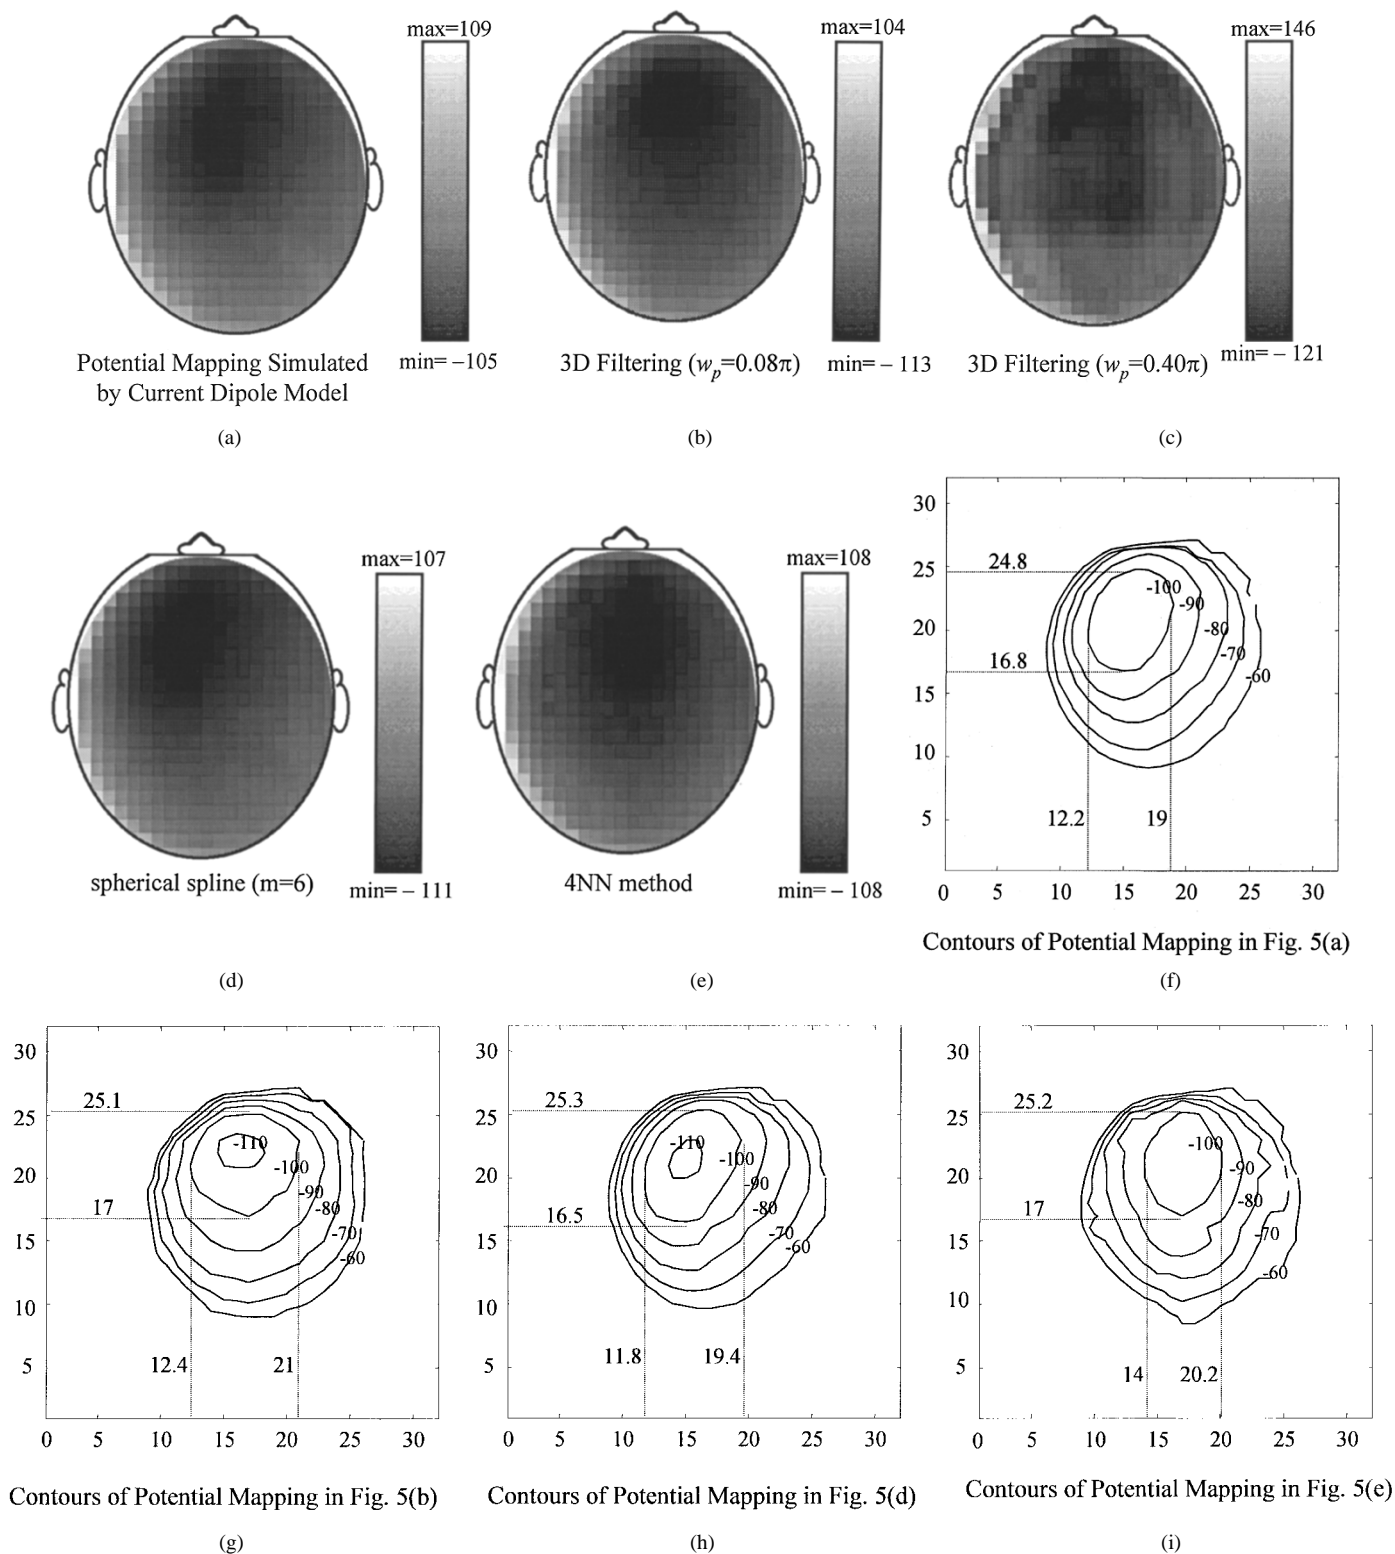 max=109
max=104
max=146
min= –105
min= – 113
min= – 121
Potential Mapping Simulated
by Current Dipole Model
3D Filtering (wp=0.08π)
3D Filtering (wp=0.40π)
(a)
(b)
(c)
max=107
max=108
min= – 111
min= – 108
spherical spline (m=6)
4NN method
30
25
20
15
10
5
24.8
16.8
-100
-90
-80
-70
-60
12.2
19
0 5 10 15 20 25 30
Contours of Potential Mapping in Fig. 5(a)
(d)
(e)
(f)
30
25
20
15
10
5
25.1
17
-110
-100
-90
-80
-70
-60
12.4
21
0 5 10 15 20 25 30
Contours of Potential Mapping in Fig. 5(b)
(g)
30
25
20
15
10
5
25.3
16.5
-110
-100
-90
-80
-70
-60
11.8
19.4
0 5 10 15 20 25 30
Contours of Potential Mapping in Fig. 5(d)
(h)
30
25
20
15
10
5
25.2
17
-100
-90
-80
-70
-60
14
20.2
0 5 10 15 20 25 30
Contours of Potential Mapping in Fig. 5(e)
(i)